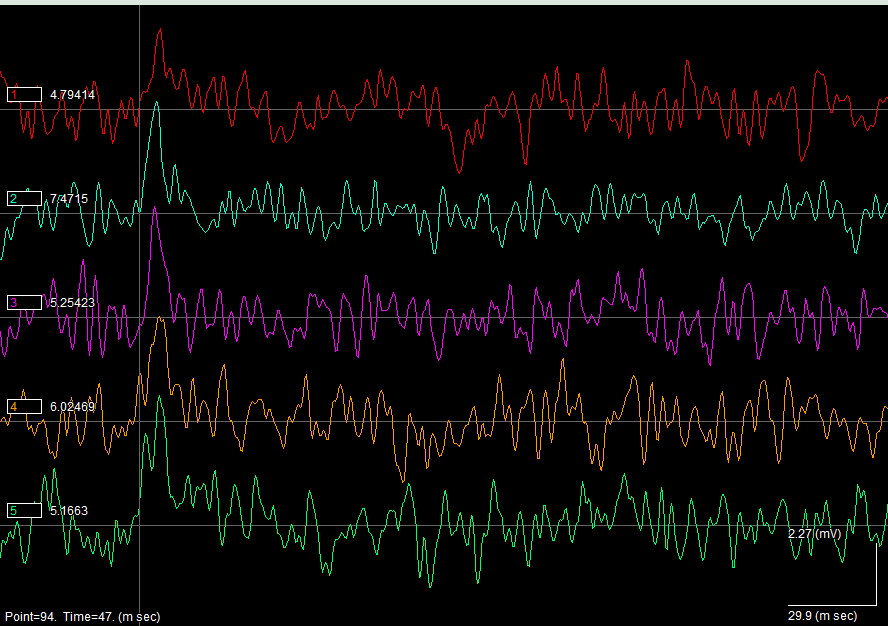 1 4.79414
2 7.4715
3 5.25423
4 6.02469
5 5.1663
2.27 (mV)
29.9 (m sec)
Point=94. Time=47. (m sec)